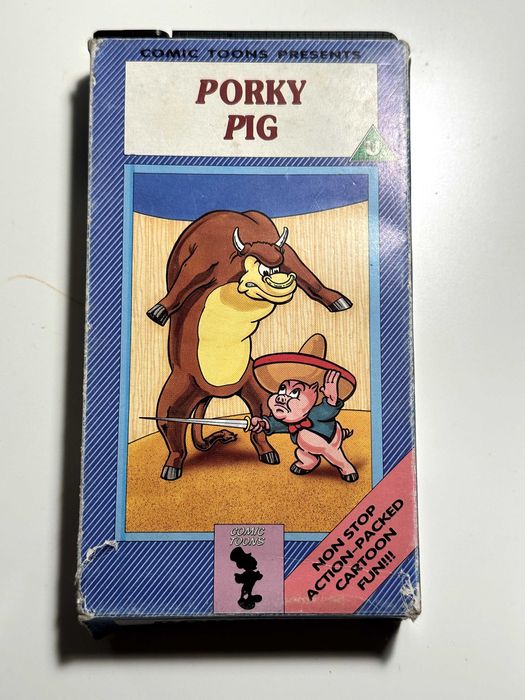 COMIC TOONS PRESENTS
PORKY
PIG
U
COMIC
TOONS
NON STOP
ACTION-PACKED
CARTOON
FUN!!!